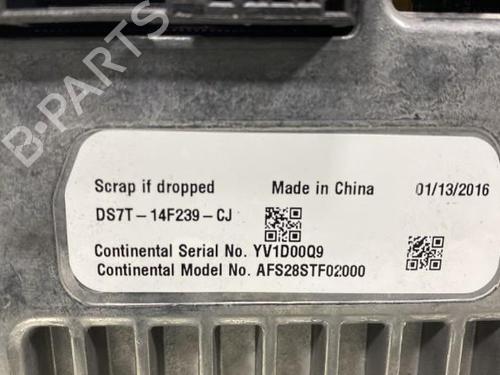 B-PARTS
Scrap if dropped Made in China 01/13/2016
DS7T-14F239-CJ
Continental Serial No. YV1D00Q9
Continental Model No. AFS28STF02000